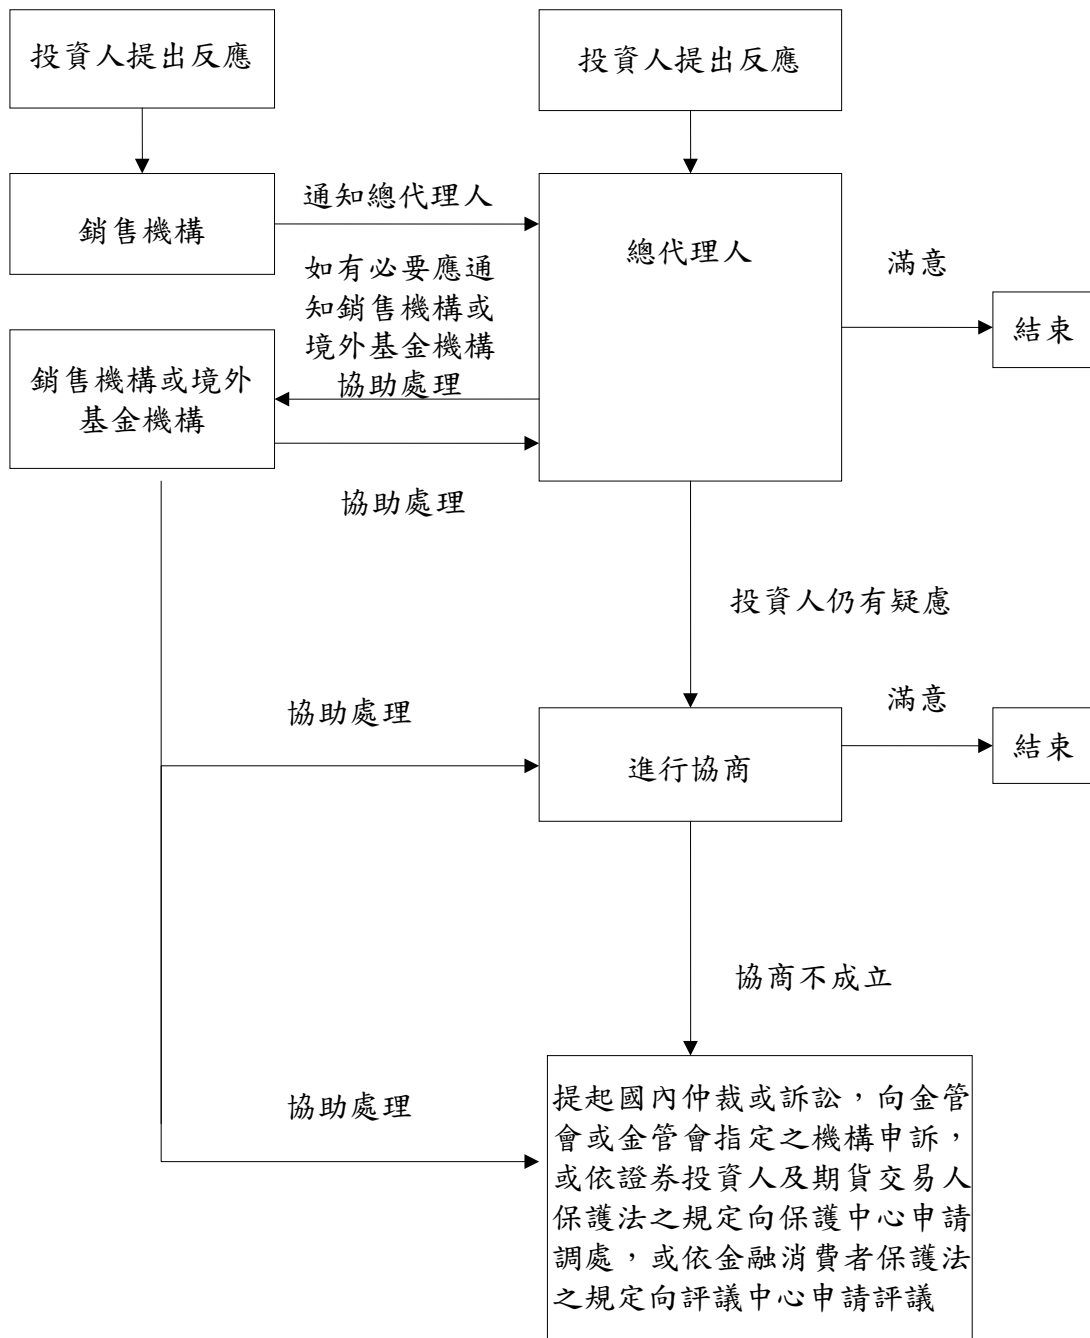 投資人提出反應
投資人提出反應
銷售機構
通知總代理人
總代理人
滿意
結束
如有必要應通
知銷售機構或
境外基金機構
協助處理
銷售機構或境外
基金機構
協助處理
投資人仍有疑慮
協助處理
進行協商
滿意
結束
協商不成立
協助處理
提起國內仲裁或訴訟，向金管
會或金管會指定之機構申訴，
或依證券投資人及期貨交易人
保護法之規定向保護中心申請
調處，或依金融消費者保護法
之規定向評議中心申請評議